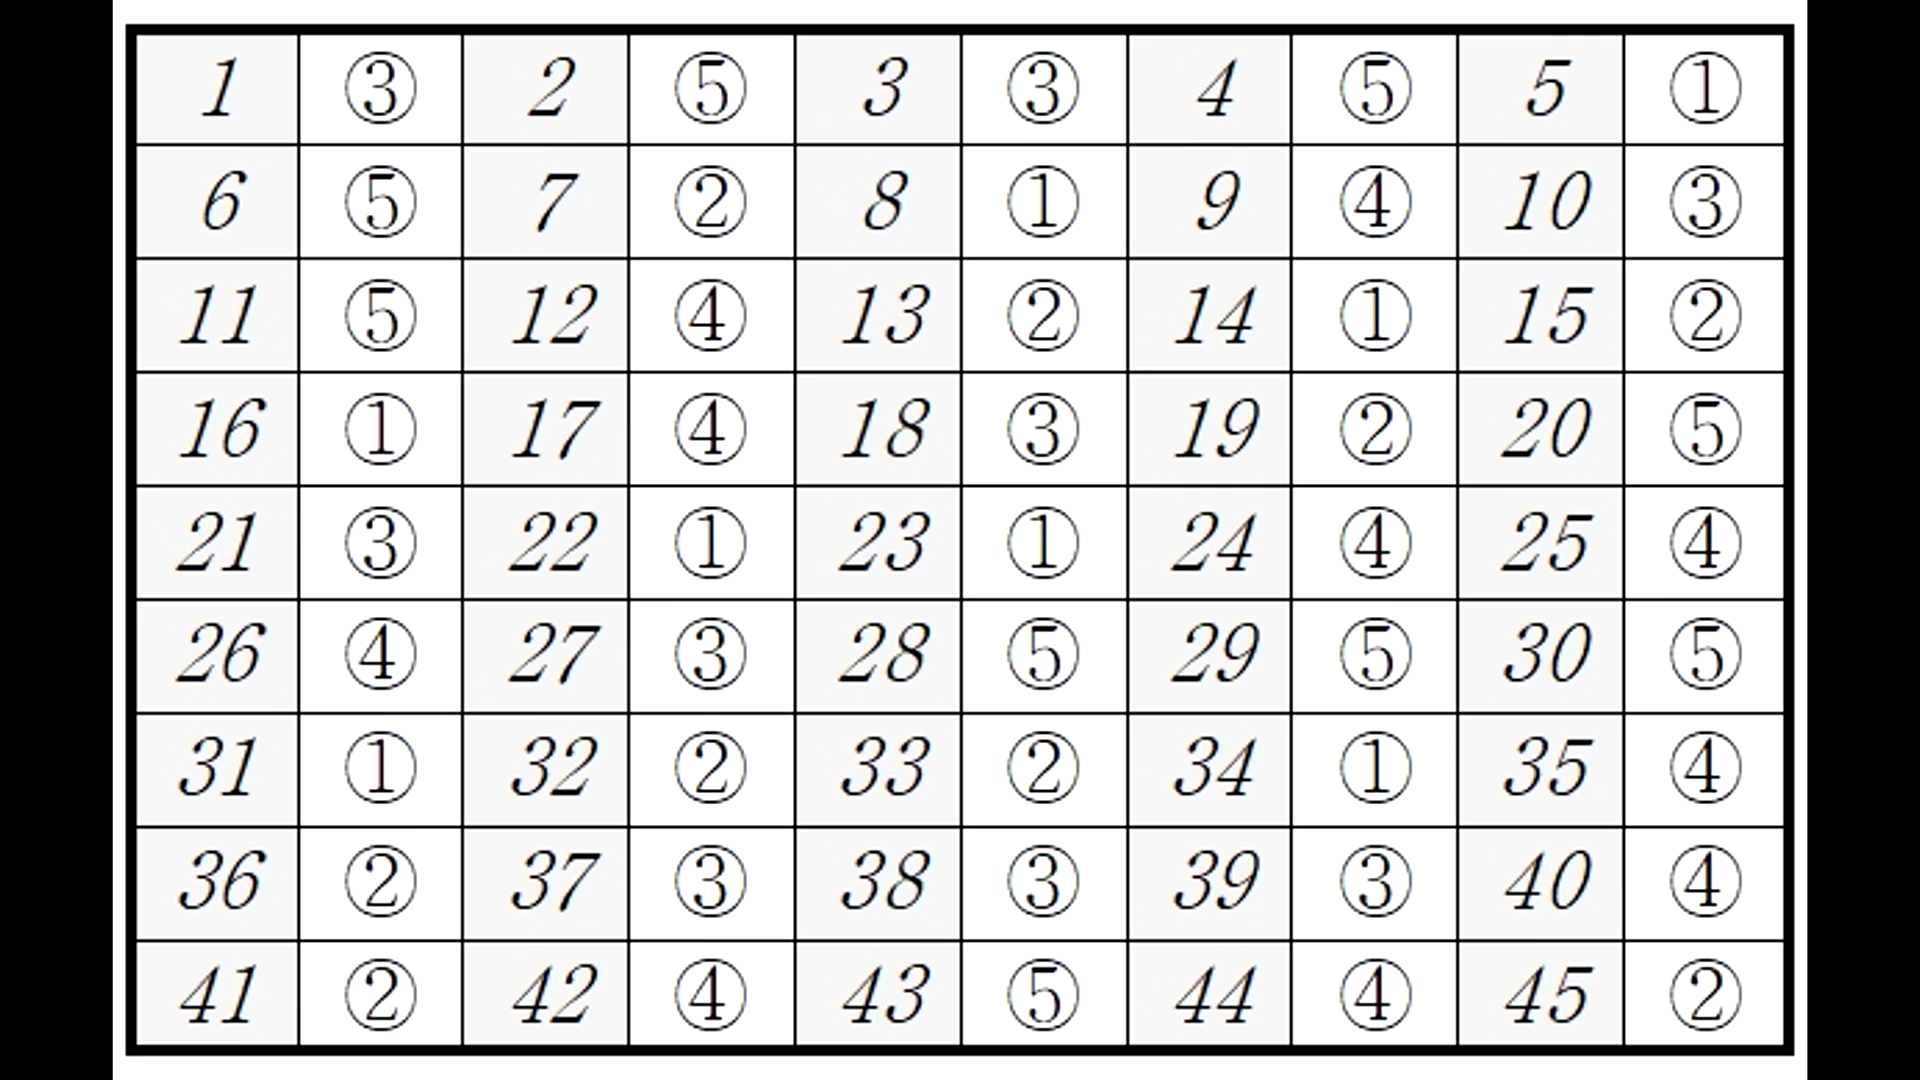 1 ③ 2 ⑤ 3 ③ 4 ⑤ 5 ①
6 ⑤ 7 ② 8 ① 9 ④ 10 ③
11 ⑤ 12 ④ 13 ② 14 ① 15 ②
16 ① 17 ④ 18 ③ 19 ② 20 ⑤
21 ③ 22 ① 23 ① 24 ④ 25 ④
26 ④ 27 ③ 28 ⑤ 29 ⑤ 30 ⑤
31 ① 32 ② 33 ② 34 ① 35 ④
36 ② 37 ③ 38 ③ 39 ③ 40 ④
41 ② 42 ④ 43 ⑤ 44 ④ 45 ②